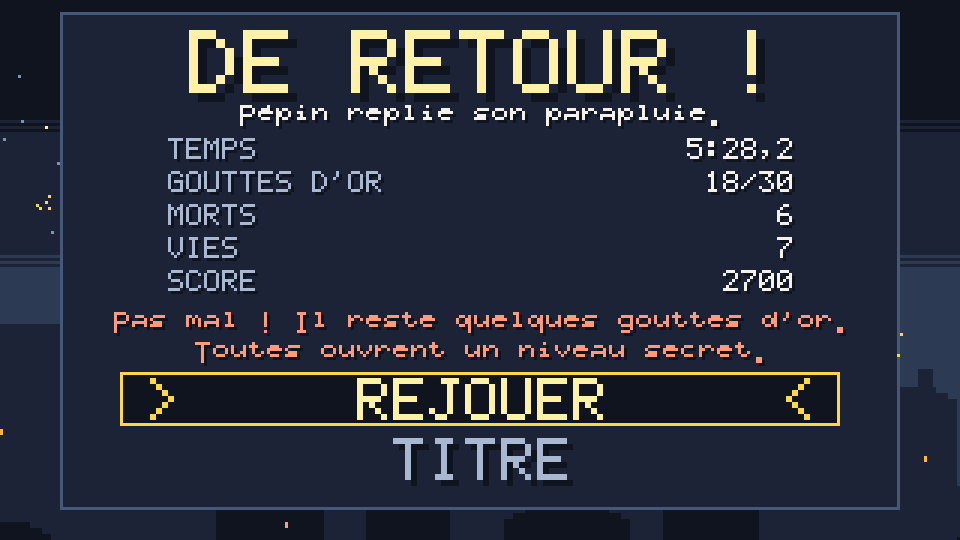 DE RETOUR !
Pépin replie son parapluie.
TEMPS 5:28,2
GOUTTES D'OR 18/30
MORTS 6
VIES 7
SCORE 2700
Pas mal ! Il reste quelques gouttes d'or.
Toutes ouvrent un niveau secret.
> REJOUER <
TITRE